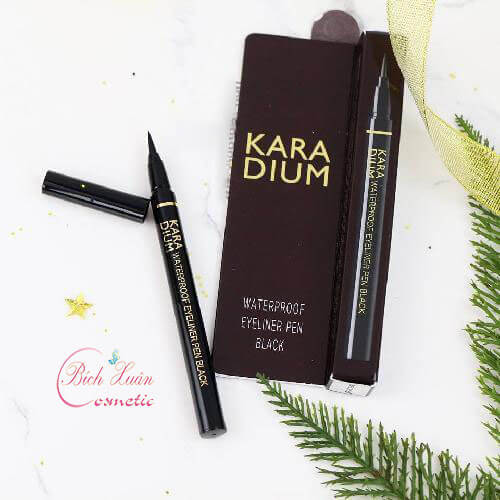 KARA
DIUM
WATERPROOF EYELINER PEN BLACK
KARA
DIUM
WATERPROOF
EYELINER PEN
BLACK
KARA
DIUM WATERPROOF EYELINER PEN BLACK
Bích Luân
Cosmetic